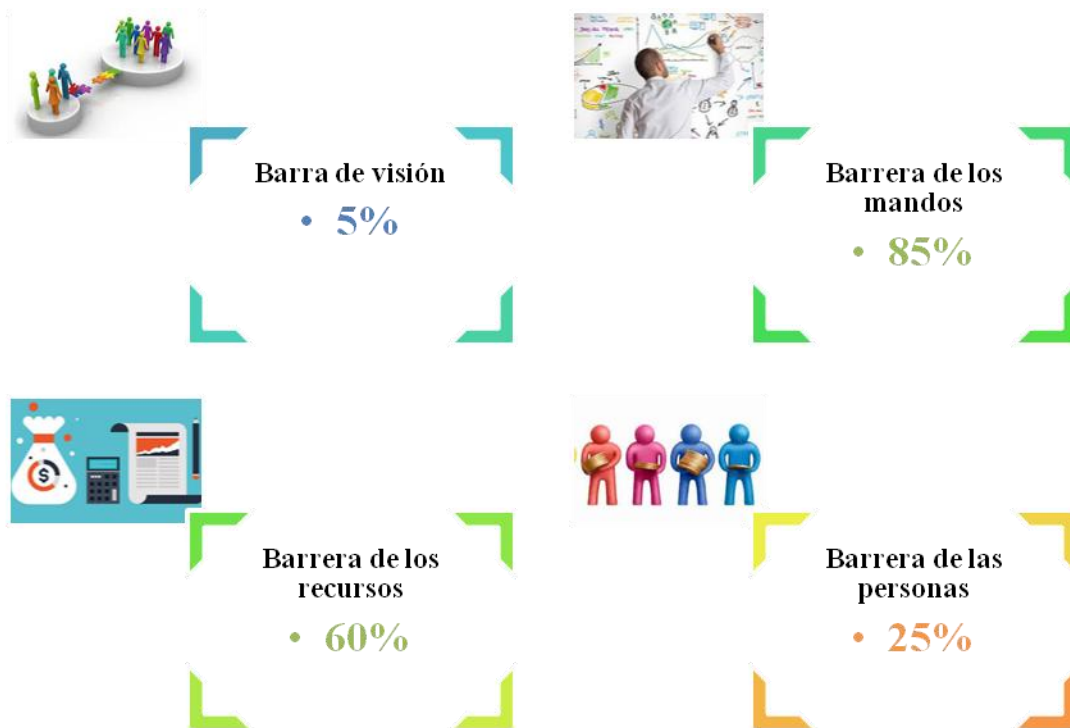 Barra de visión
• 5%
Barrera de los
mandos
• 85%
Barrera de los
recursos
• 60%
Barrera de las
personas
• 25%